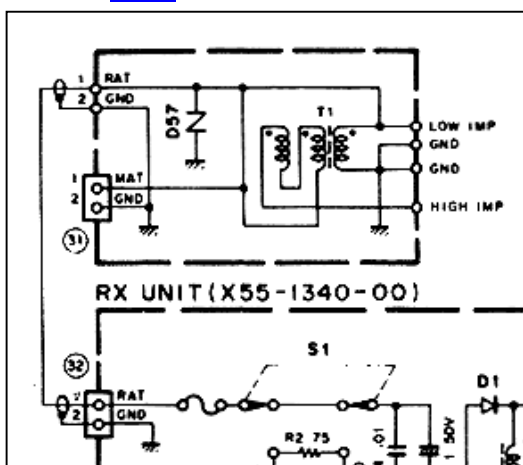 1 RAT
2 GND
D57
T1
LOW IMP
GND
GND
HIGH IMP
1 MAT
2 GND
31
RX UNIT (X55-1340-00)
S1
32
RAT
2 GND
D1
R2 75
.01
1 50V